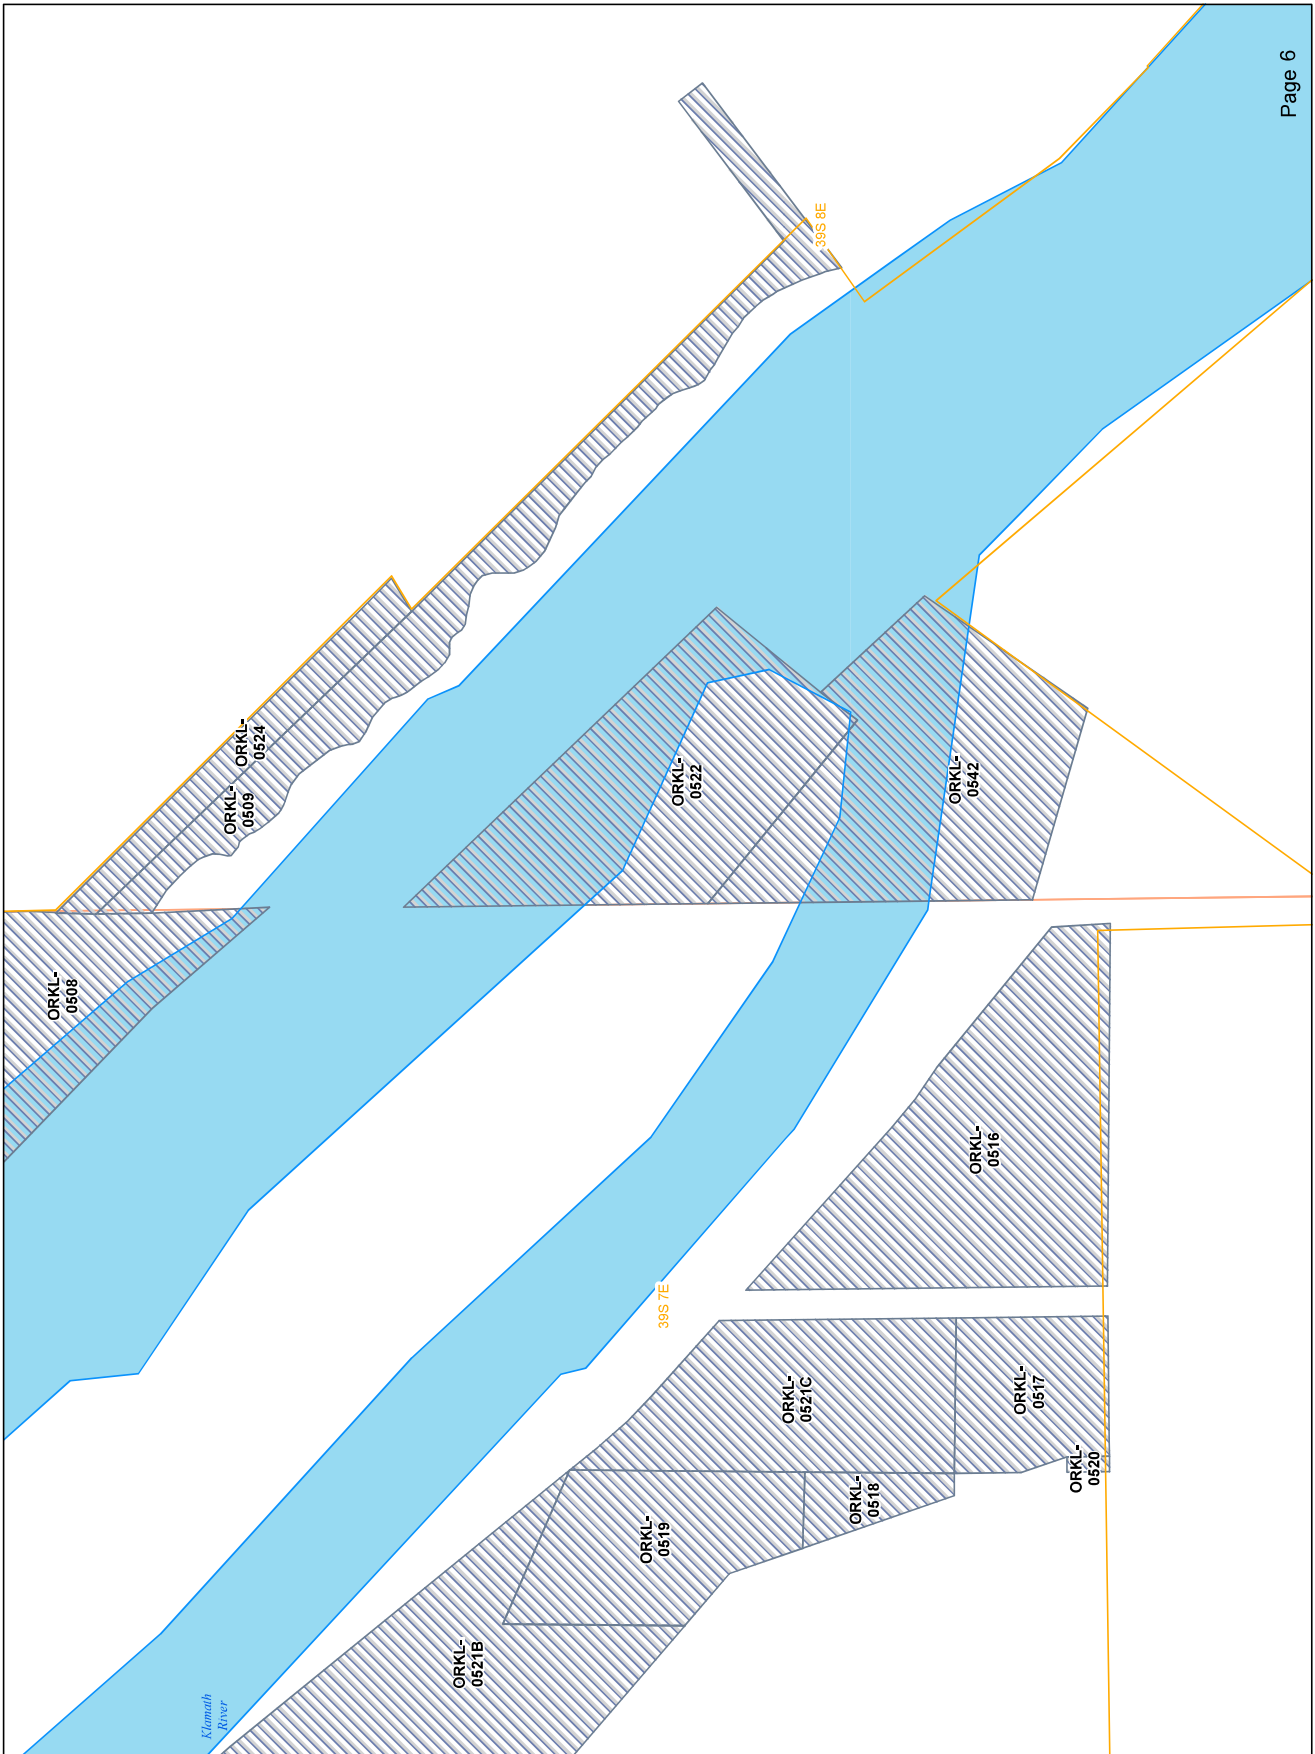 Klamath
River
ORKL-
0508
ORKL-
0509
ORKL-
0524
ORKL-
0521B
ORKL-
0519
39S 7E
ORKL-
0522
ORKL-
0521C
39S 8E
ORKL-
0518
ORKL-
0542
ORKL-
0516
ORKL-
0517
ORKL-
0520
Page 6